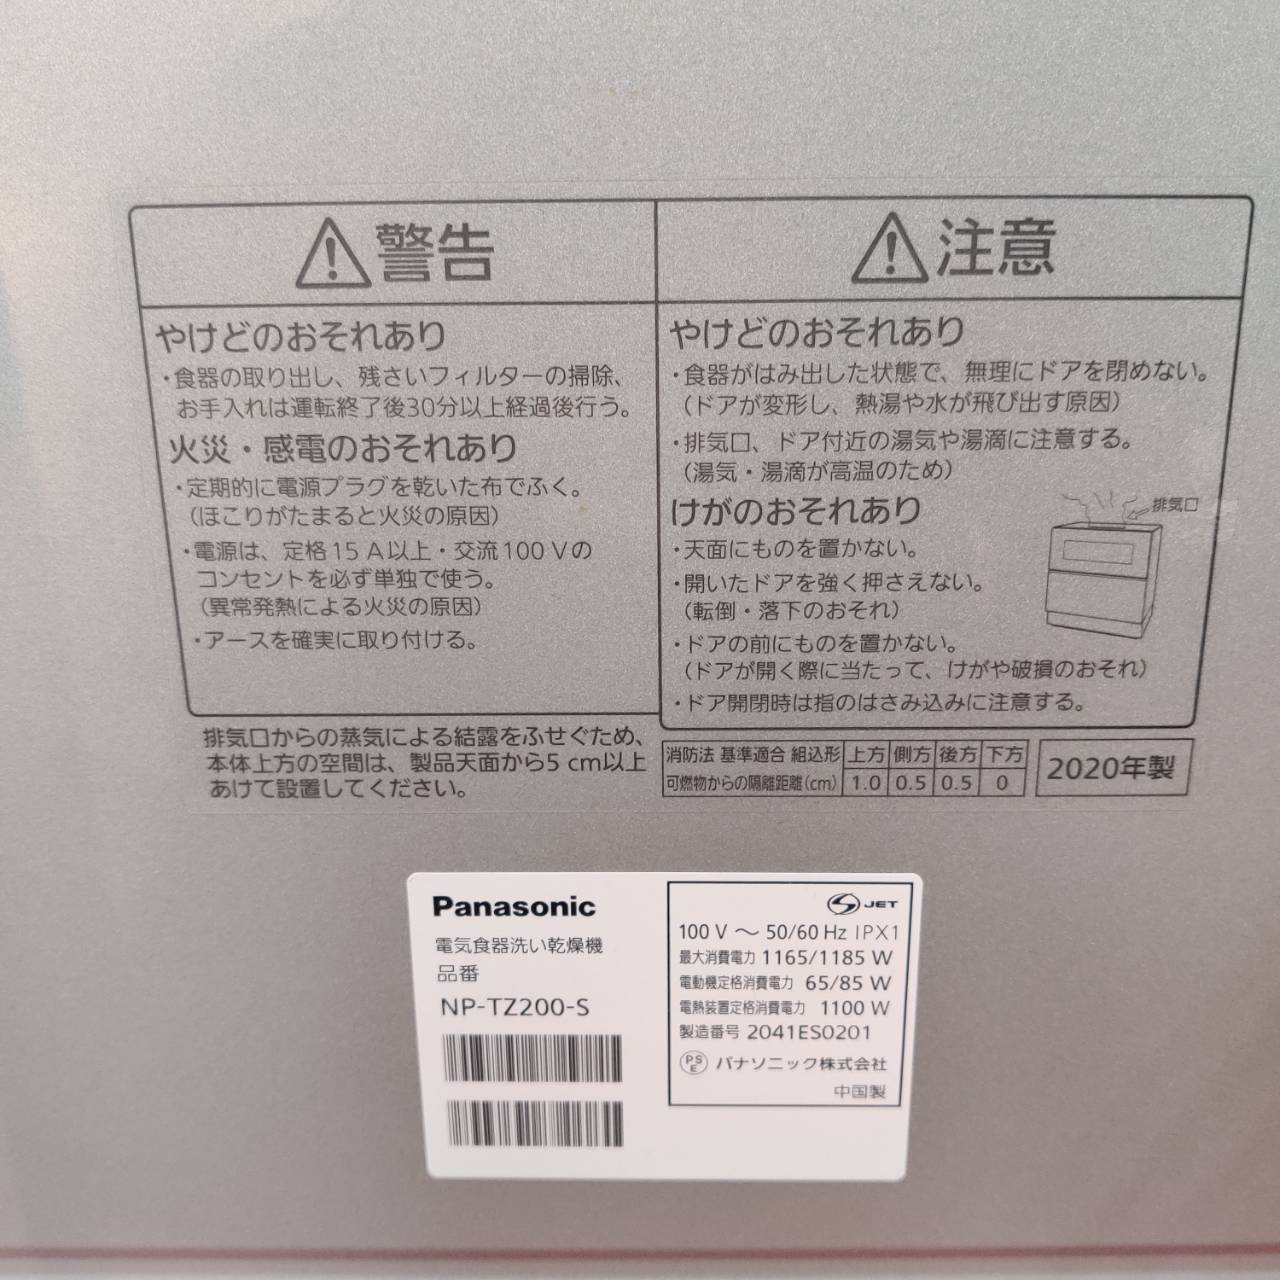 警告
やけどのおそれあり
・食器の取り出し、残さいフィルターの掃除、
お手入れは運転終了後30分以上経過後行う。
火災・感電のおそれあり
・定期的に電源プラグを乾いた布でふく。
（ほこりがたまると火災の原因）
・電源は、定格15A以上・交流100Vの
コンセントを必ず単独で使う。
（異常発熱による火災の原因）
・アースを確実に取り付ける。
注意
やけどのおそれあり
・食器がはみ出した状態で、無理にドアを閉めない。
（ドアが変形し、熱湯や水が飛び出す原因）
・排気口、ドア付近の湯気や湯滴に注意する。
（湯気・湯滴が高温のため）
けがのおそれあり
排気口
・天面にものを置かない。
・開いたドアを強く押さえない。
（転倒・落下のおそれ）
・ドアの前にものを置かない。
（ドアが開く際に当たって、けがや破損のおそれ）
・ドア開閉時は指のはさみ込みに注意する。
排気口からの蒸気による結露をふせぐため、
本体上方の空間は、製品天面から5cm以上
あけて設置してください。
消防法 基準適合 組込形 上方 側方 後方 下方
可燃物からの隔離距離(cm) 1.0 0.5 0.5 0
2020年製
Panasonic
電気食器洗い乾燥機
品番
NP-TZ200-S
S JET
100 V ～ 50/60 Hz IPX1
最大消費電力 1165/1185 W
電動機定格消費電力 65/85 W
電熱装置定格消費電力 1100 W
製造番号 2041ES0201
PSE パナソニック株式会社
中国製